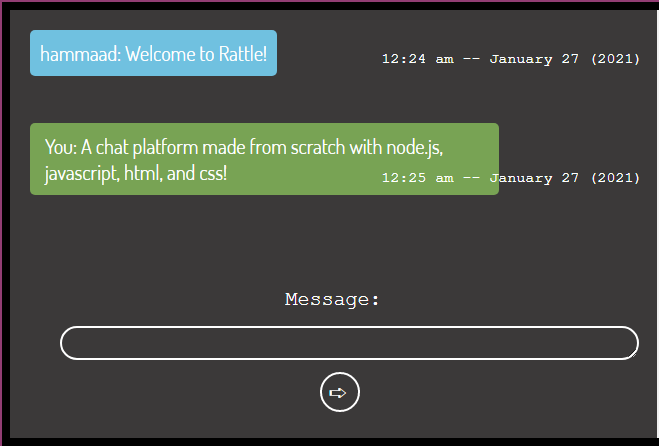 hammaad: Welcome to Rattle!
12:24 am -- January 27 (2021)
You: A chat platform made from scratch with node.js,
javascript, html, and css!
12:25 am -- January 27 (2021)
Message: